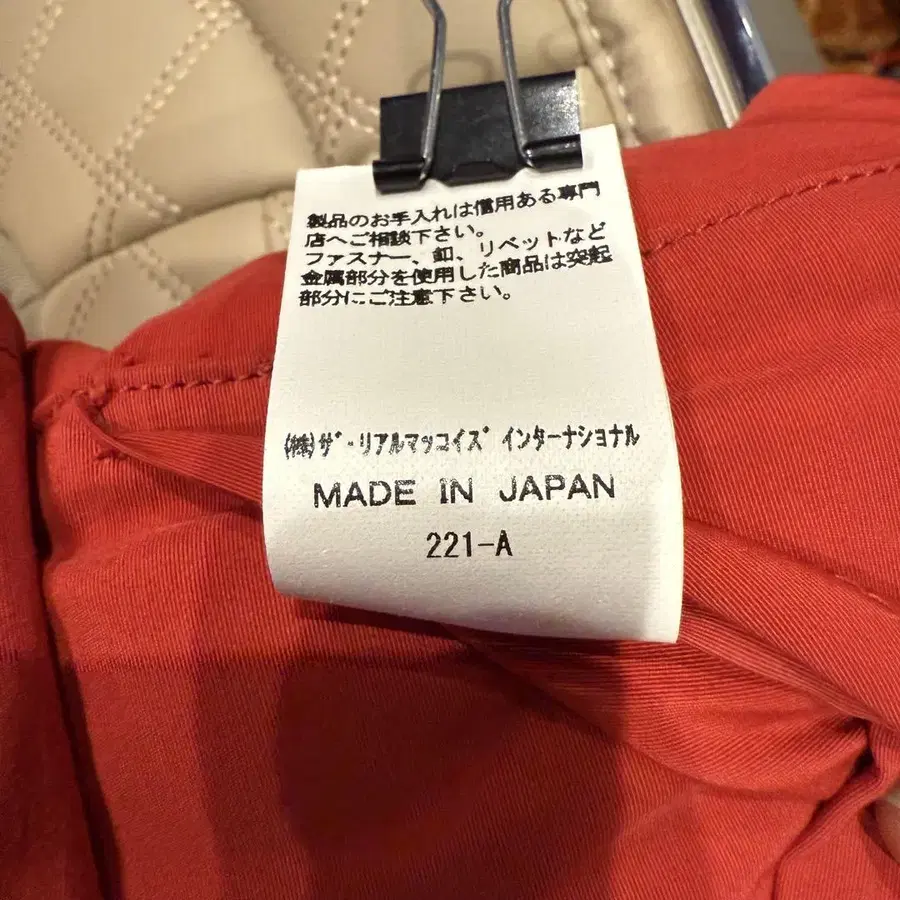 製品のお手入れは信用ある専門
店へご相談下さい。
ファスナー、釦、リベットなど
金属部分を使用した商品は突起
部分にご注意下さい。
(株)ザ・リアルマッコイズ インターナショナル
MADE IN JAPAN
221-A